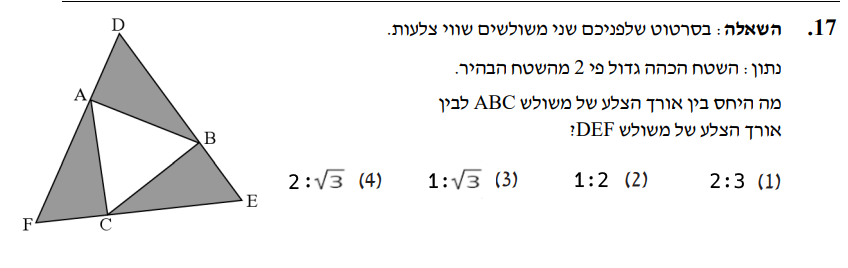 17. השאלה : בסרטוט שלפניכם שני משולשים שווי צלעות.
נתון : השטח הכהה גדול פי 2 מהשטח הבהיר.
מה היחס בין אורך הצלע של משולש ABC לבין
אורך הצלע של משולש DEF?
(1) 2:3 (2) 1:2 (3) 1:√3 (4) 2:√3
D
A
B
E
F
C